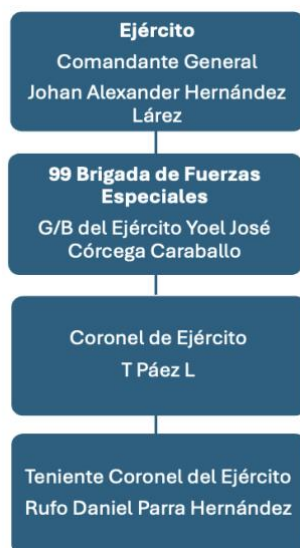 Ejército
Comandante General
Johan Alexander Hernández
Lárez
99 Brigada de Fuerzas
Especiales
G/B del Ejército Yoel José
Córcega Caraballo
Coronel de Ejército
T Páez L
Teniente Coronel del Ejército
Rufo Daniel Parra Hernández